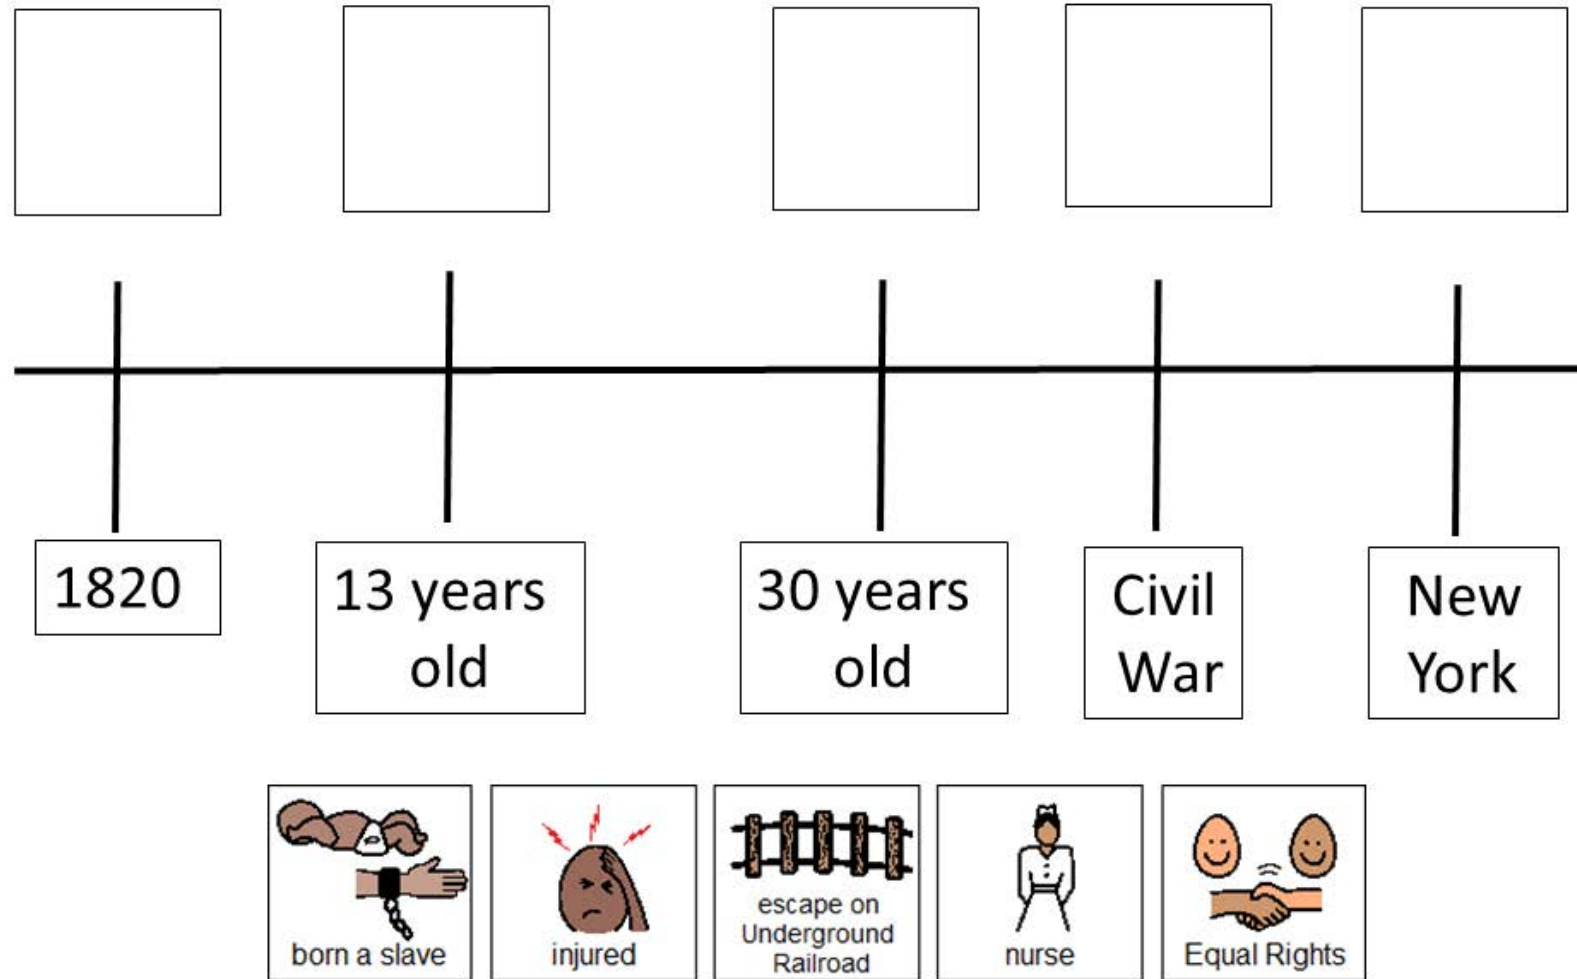 1820
13 years
old
30 years
old
Civil
War
New
York
born a slave
injured
escape on
Underground
Railroad
nurse
Equal Rights